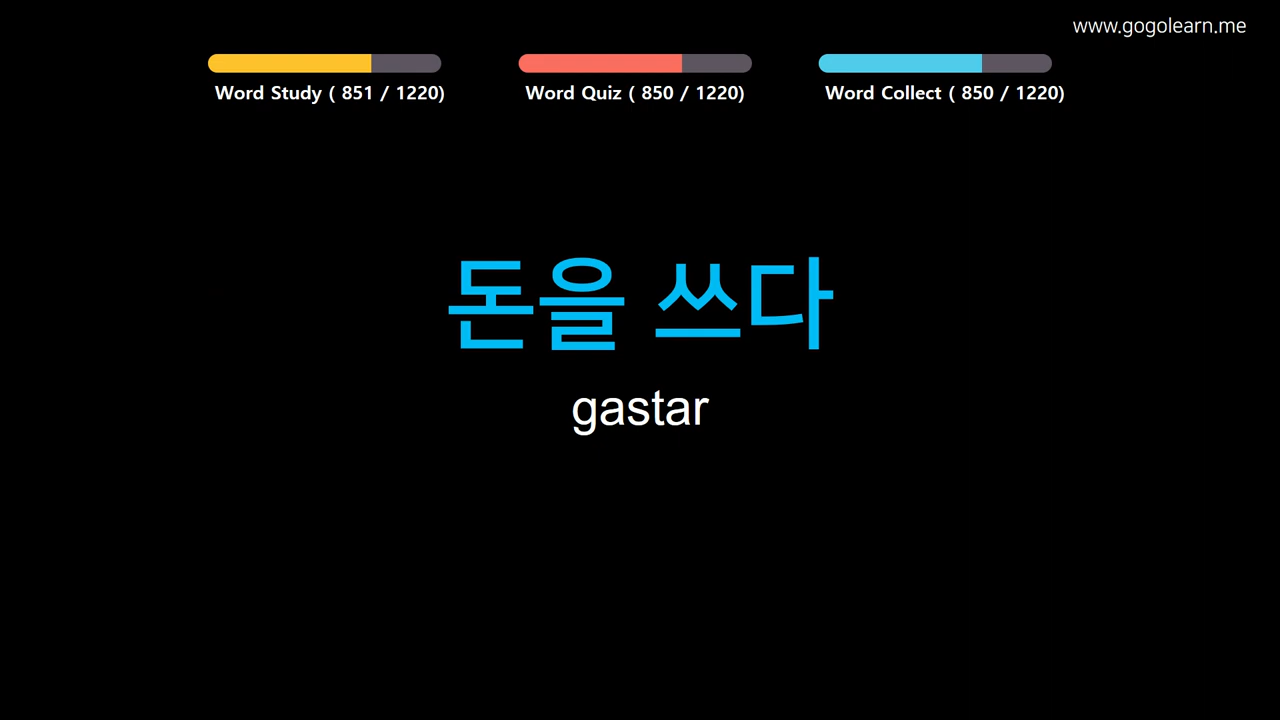 www.gogolearn.me
Word Study ( 851 / 1220)
Word Quiz ( 850 / 1220)
Word Collect ( 850 / 1220)
돈을 쓰다
gastar